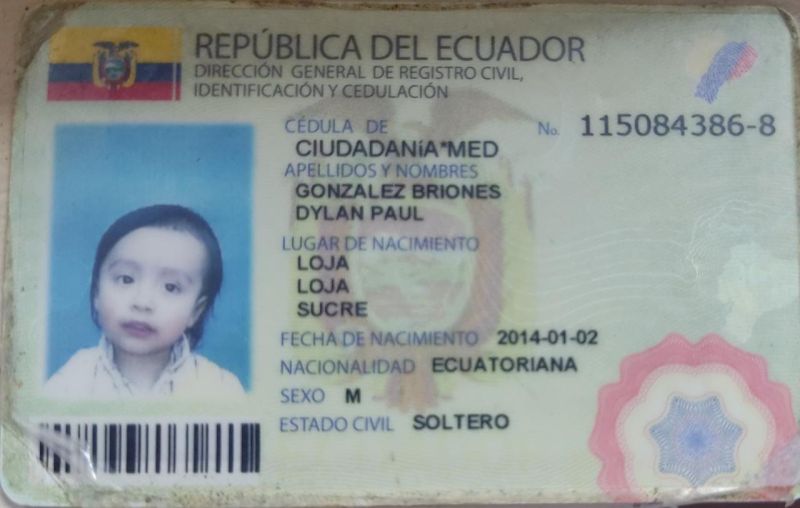 REPÚBLICA DEL ECUADOR
DIRECCIÓN GENERAL DE REGISTRO CIVIL,
IDENTIFICACIÓN Y CEDULACIÓN
CÉDULA DE No. 115084386-8
CIUDADANíA*MED
APELLIDOS Y NOMBRES
GONZALEZ BRIONES
DYLAN PAUL
LUGAR DE NACIMIENTO
LOJA
LOJA
SUCRE
FECHA DE NACIMIENTO 2014-01-02
NACIONALIDAD ECUATORIANA
SEXO M
ESTADO CIVIL SOLTERO